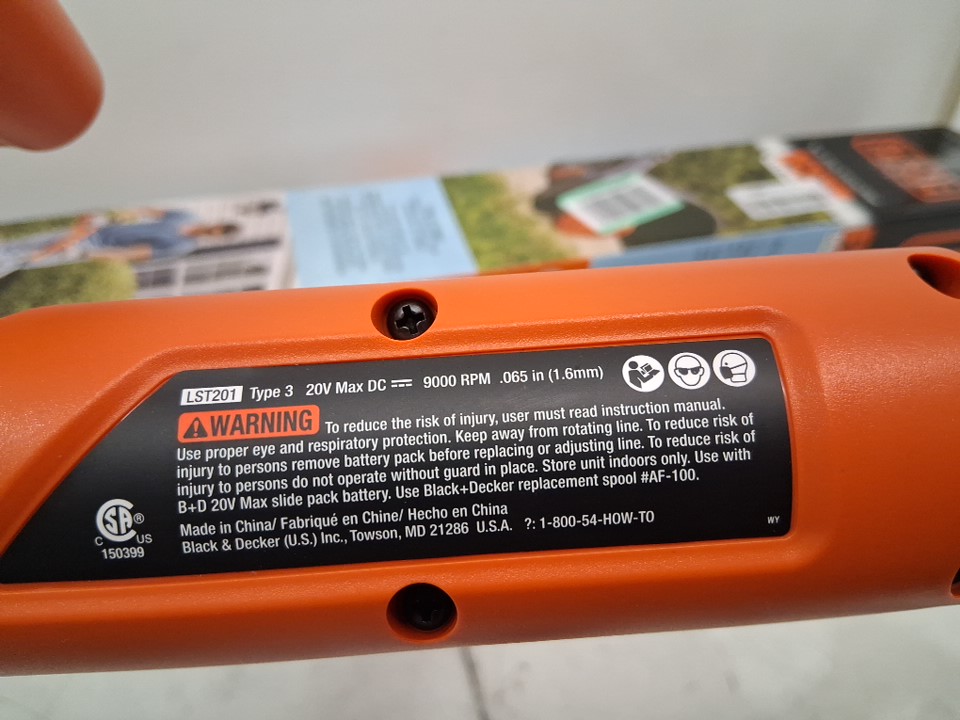 LST201 Type 3 20V Max DC 9000 RPM .065 in (1.6mm)
WARNING To reduce the risk of injury, user must read instruction manual.
Use proper eye and respiratory protection. Keep away from rotating line. To reduce risk of
injury to persons remove battery pack before replacing or adjusting line. To reduce risk of
injury to persons do not operate without guard in place. Store unit indoors only. Use with
B+D 20V Max slide pack battery. Use Black+Decker replacement spool #AF-100.
Made in China/ Fabriqué en Chine/ Hecho en China
Black & Decker (U.S.) Inc., Towson, MD 21286 U.S.A. ?: 1-800-54-HOW-TO
WY
C SA ®
C US
150399